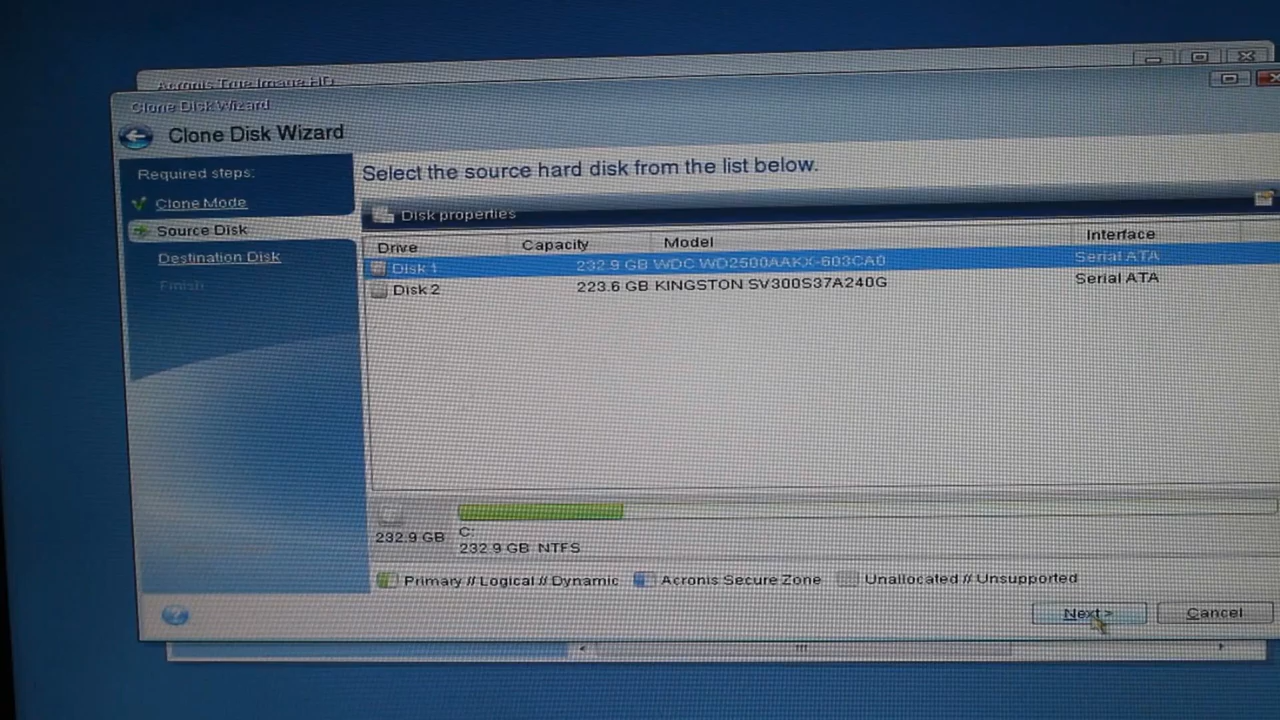 Acronis True Image HD
Clone Disk Wizard
Clone Disk Wizard
Required steps:
Clone Mode
Source Disk
Destination Disk
Finish
Select the source hard disk from the list below.
Disk properties
Drive Capacity Model Interface
Disk 1 232.9 GB WDC WD2500AAKX-603CA0 Serial ATA
Disk 2 223.6 GB KINGSTON SV300S37A240G Serial ATA
232.9 GB
C:
232.9 GB NTFS
Primary // Logical // Dynamic Acronis Secure Zone Unallocated // Unsupported
? Next > Cancel